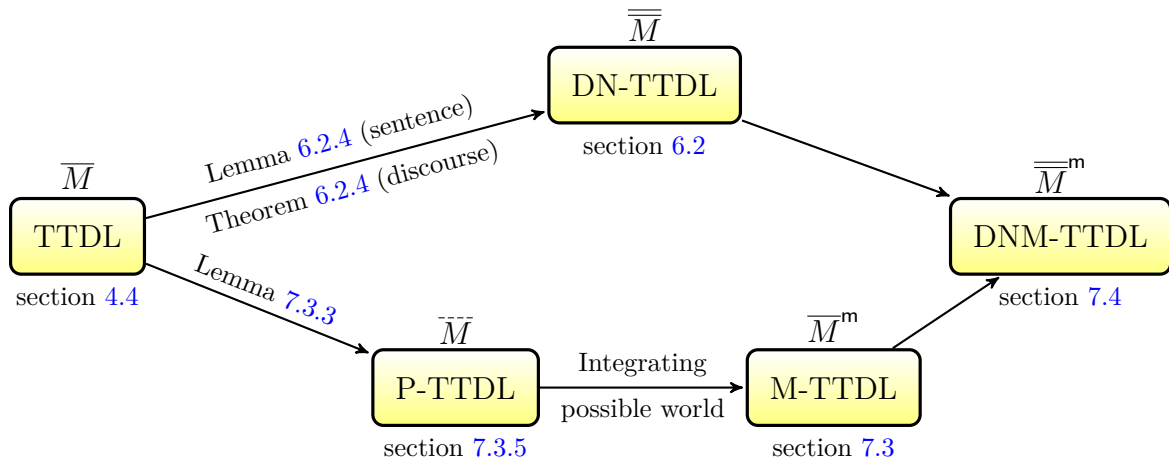 M
DN-TTDL
section 6.2
Lemma 6.2.4 (sentence)
Theorem 6.2.4 (discourse)
M
TTDL
section 4.4
Mᵐ
DNM-TTDL
section 7.4
Lemma 7.3.3
M
P-TTDL
section 7.3.5
Integrating
possible world
Mᵐ
M-TTDL
section 7.3